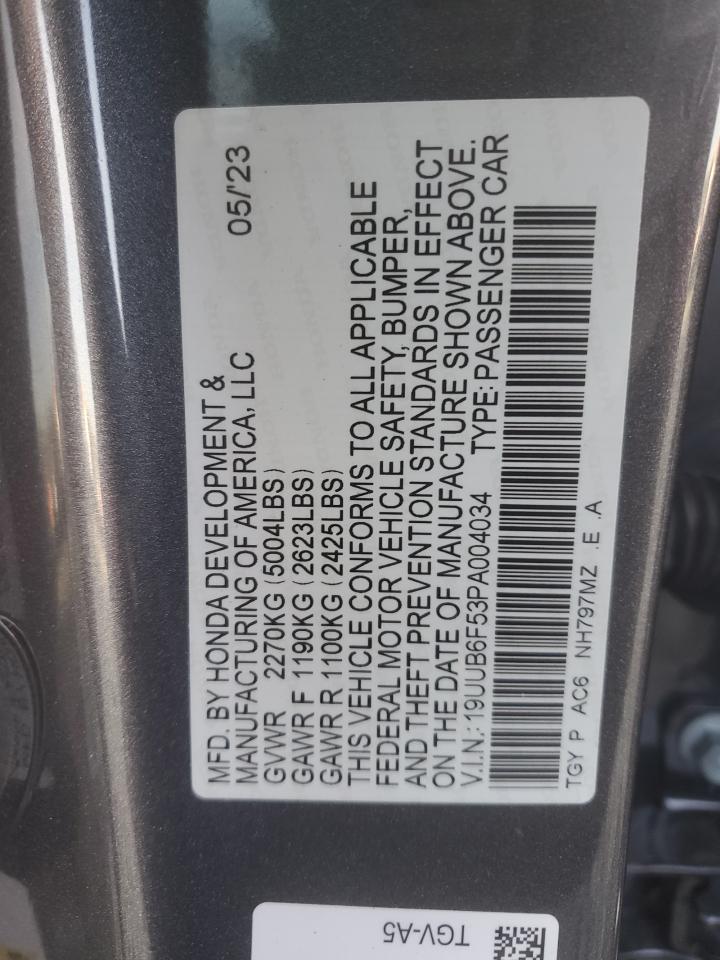 MFD. BY HONDA DEVELOPMENT &
MANUFACTURING OF AMERICA, LLC 05/'23
GVWR 2270KG (5004LBS)
GAWR F 1190KG (2623LBS)
GAWR R 1100KG (2425LBS)
THIS VEHICLE CONFORMS TO ALL APPLICABLE
FEDERAL MOTOR VEHICLE SAFETY, BUMPER,
AND THEFT PREVENTION STANDARDS IN EFFECT
ON THE DATE OF MANUFACTURE SHOWN ABOVE.
V.I.N.: 19UUB6F53PA004034 TYPE: PASSENGER CAR
TGY P AC6 NH797MZ .E .A
TGV-A5